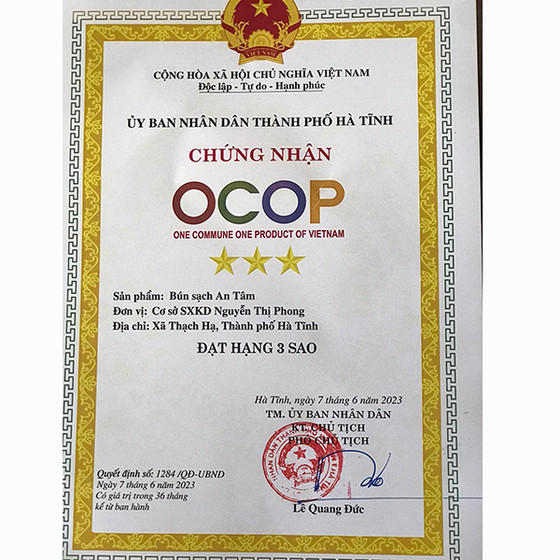 VIỆT NAM
CỘNG HÒA XÃ HỘI CHỦ NGHĨA VIỆT NAM
Độc lập - Tự do - Hạnh phúc
ỦY BAN NHÂN DÂN THÀNH PHỐ HÀ TĨNH
CHỨNG NHẬN
OCOP
ONE COMMUNE ONE PRODUCT OF VIETNAM
Sản phẩm: Bún sạch An Tâm
Đơn vị: Cơ sở SXKD Nguyễn Thị Phong
Địa chỉ: Xã Thạch Hạ, Thành phố Hà Tĩnh
ĐẠT HẠNG 3 SAO
Hà Tĩnh, ngày 7 tháng 6 năm 2023
TM. ỦY BAN NHÂN DÂN
KT. CHỦ TỊCH
PHÓ CHỦ TỊCH
Quyết định số: 1284 /QĐ-UBND
Ngày 7 tháng 6 năm 2023
Có giá trị trong 36 tháng
kể từ ban hành
Lê Quang Đức